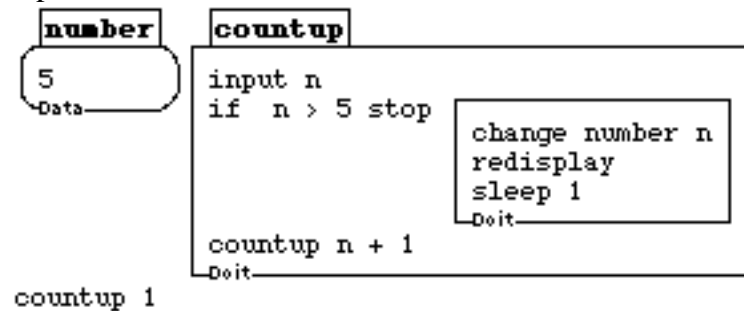 number
5
Data
countup
input n
if n > 5 stop
change number n
redisplay
sleep 1
Doit
countup n + 1
Doit
countup 1